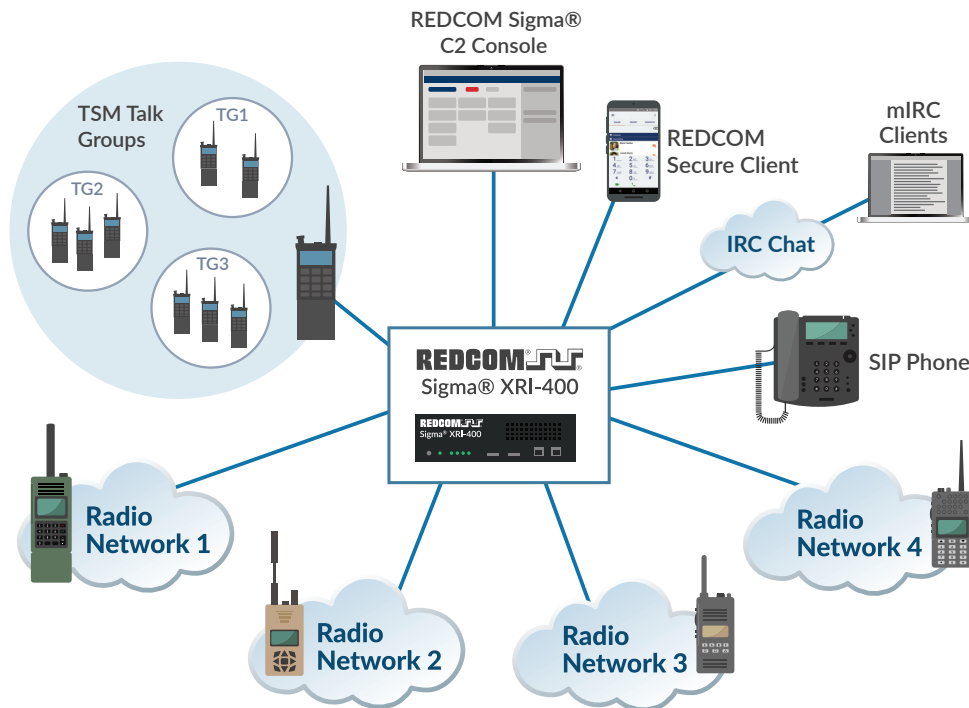 REDCOM Sigma®
C2 Console
TSM Talk
Groups
TG1
TG2
TG3
REDCOM
Secure Client
mIRC
Clients
IRC Chat
REDCOM®
Sigma® XRI-400
REDCOM
Sigma® XRI-400
SIP Phone
Radio
Network 1
Radio
Network 2
Radio
Network 3
Radio
Network 4